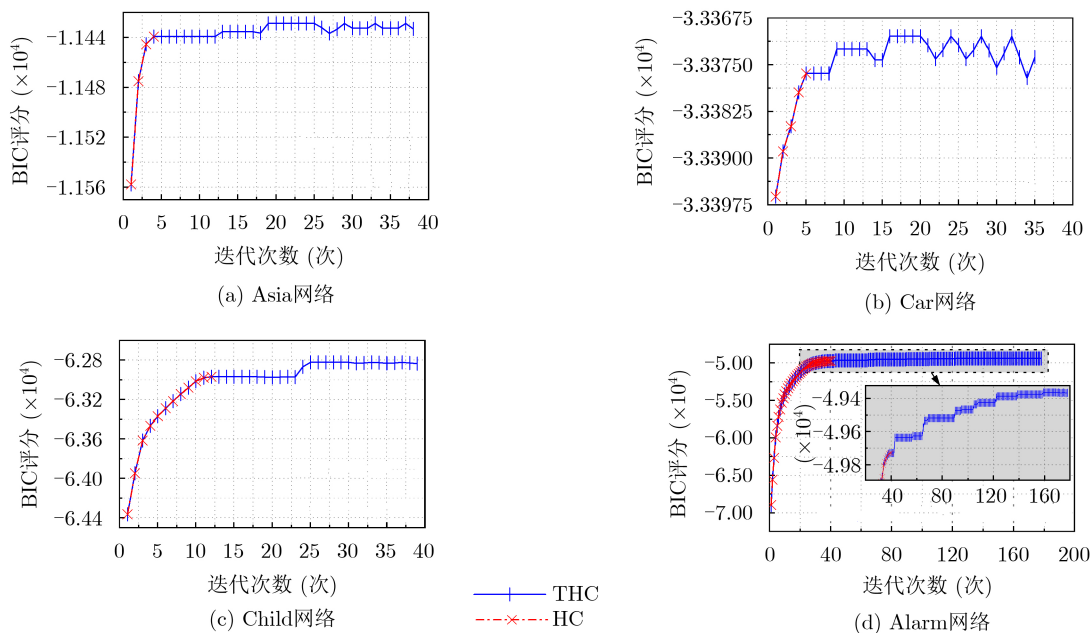 BIC评分 (×10⁴)
−1.144
−1.148
−1.152
−1.156
0 5 10 15 20 25 30 35 40
迭代次数 (次)
(a) Asia网络
BIC评分 (×10⁴)
−3.33675
−3.33750
−3.33825
−3.33900
−3.33975
0 5 10 15 20 25 30 35 40
迭代次数 (次)
(b) Car网络
BIC评分 (×10⁴)
−6.28
−6.32
−6.36
−6.40
−6.44
0 5 10 15 20 25 30 35 40
迭代次数 (次)
(c) Child网络
BIC评分 (×10⁴)
−5.00
−5.50
−6.00
−6.50
−7.00
0 40 80 120 160 200
(×10⁴)
−4.94
−4.96
−4.98
40 80 120 160
迭代次数 (次)
(d) Alarm网络
THC
HC